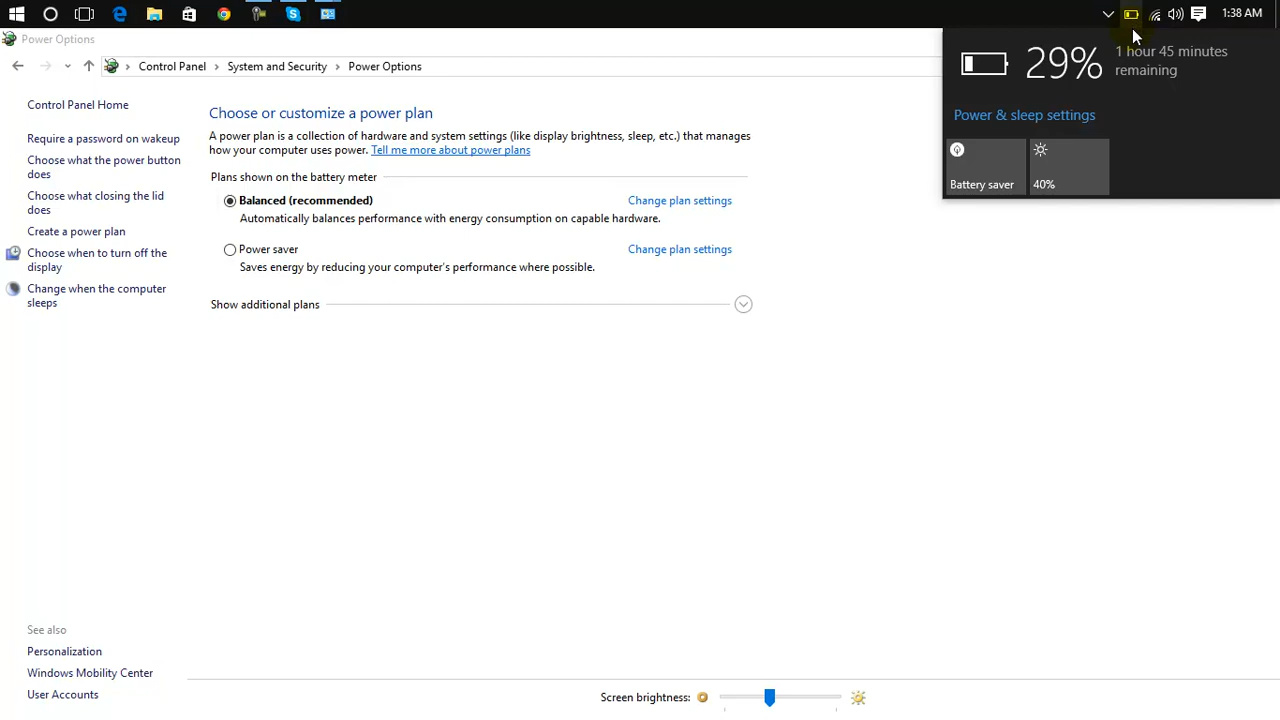 1:38 AM
Power Options
Control Panel
System and Security
Power Options
29%
1 hour 45 minutes
remaining
Power & sleep settings
Battery saver
40%
Control Panel Home
Require a password on wakeup
Choose what the power button
does
Choose what closing the lid
does
Create a power plan
Choose when to turn off the
display
Change when the computer
sleeps
Choose or customize a power plan
A power plan is a collection of hardware and system settings (like display brightness, sleep, etc.) that manages
how your computer uses power. Tell me more about power plans
Plans shown on the battery meter
Balanced (recommended) Change plan settings
Automatically balances performance with energy consumption on capable hardware.
Power saver Change plan settings
Saves energy by reducing your computer's performance where possible.
Show additional plans
See also
Personalization
Windows Mobility Center
User Accounts
Screen brightness: